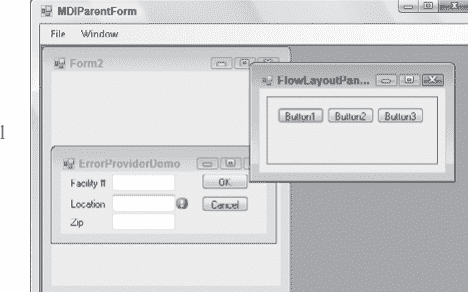 MDIParentForm
File Window
Form2
FlowLayoutPan...
Button1 Button2 Button3
ErrorProviderDemo
Facility # OK
Location Cancel
Zip
l